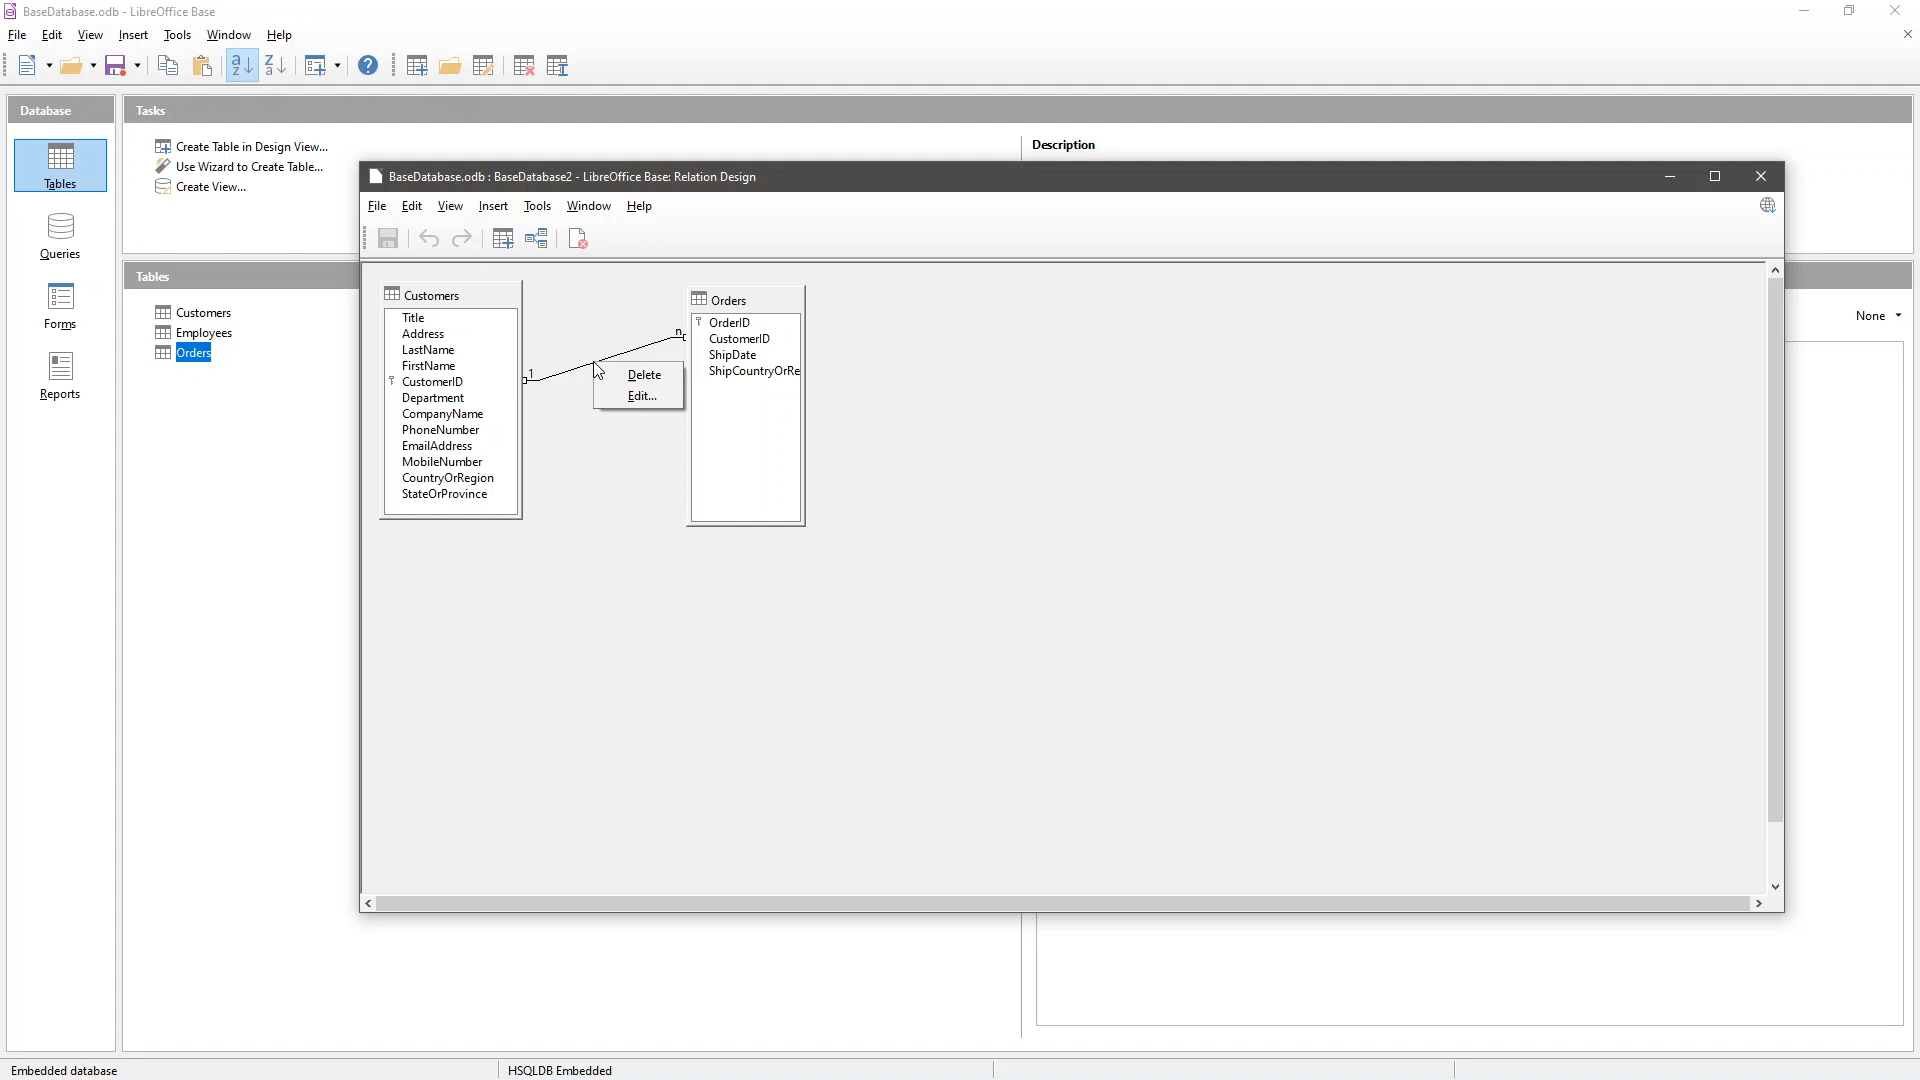 BaseDatabase.odb - LibreOffice Base
File Edit View Insert Tools Window Help
Database
Tables
Queries
Forms
Reports
Tasks
Create Table in Design View...
Use Wizard to Create Table...
Create View...
Description
Tables
Customers
Employees
Orders
None
BaseDatabase.odb : BaseDatabase2 - LibreOffice Base: Relation Design
File Edit View Insert Tools Window Help
Customers
Title
Address
LastName
FirstName
CustomerID
Department
CompanyName
PhoneNumber
EmailAddress
MobileNumber
CountryOrRegion
StateOrProvince
1
n
Delete
Edit...
Orders
OrderID
CustomerID
ShipDate
ShipCountryOrRe
Embedded database
HSQLDB Embedded